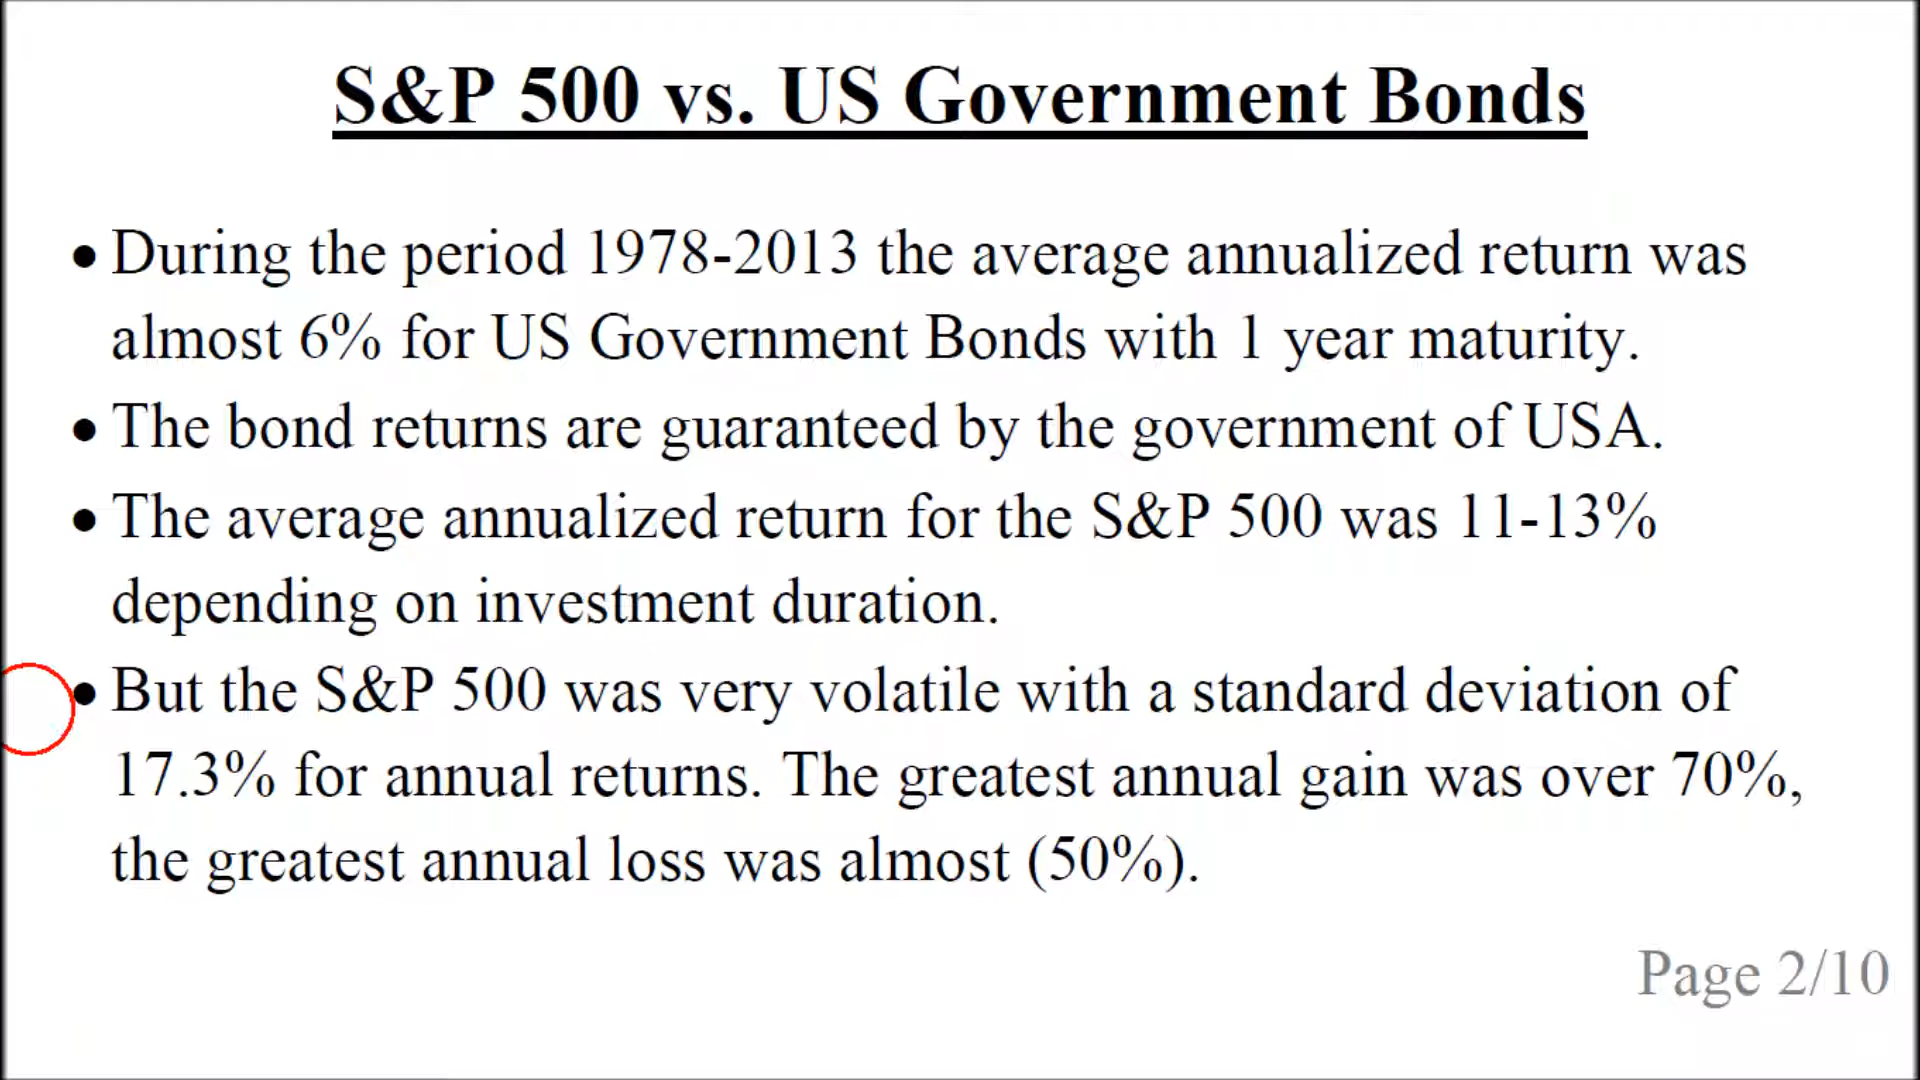 S&P 500 vs. US Government Bonds
• During the period 1978-2013 the average annualized return was
almost 6% for US Government Bonds with 1 year maturity.
• The bond returns are guaranteed by the government of USA.
• The average annualized return for the S&P 500 was 11-13%
depending on investment duration.
• But the S&P 500 was very volatile with a standard deviation of
17.3% for annual returns. The greatest annual gain was over 70%,
the greatest annual loss was almost (50%).
Page 2/10